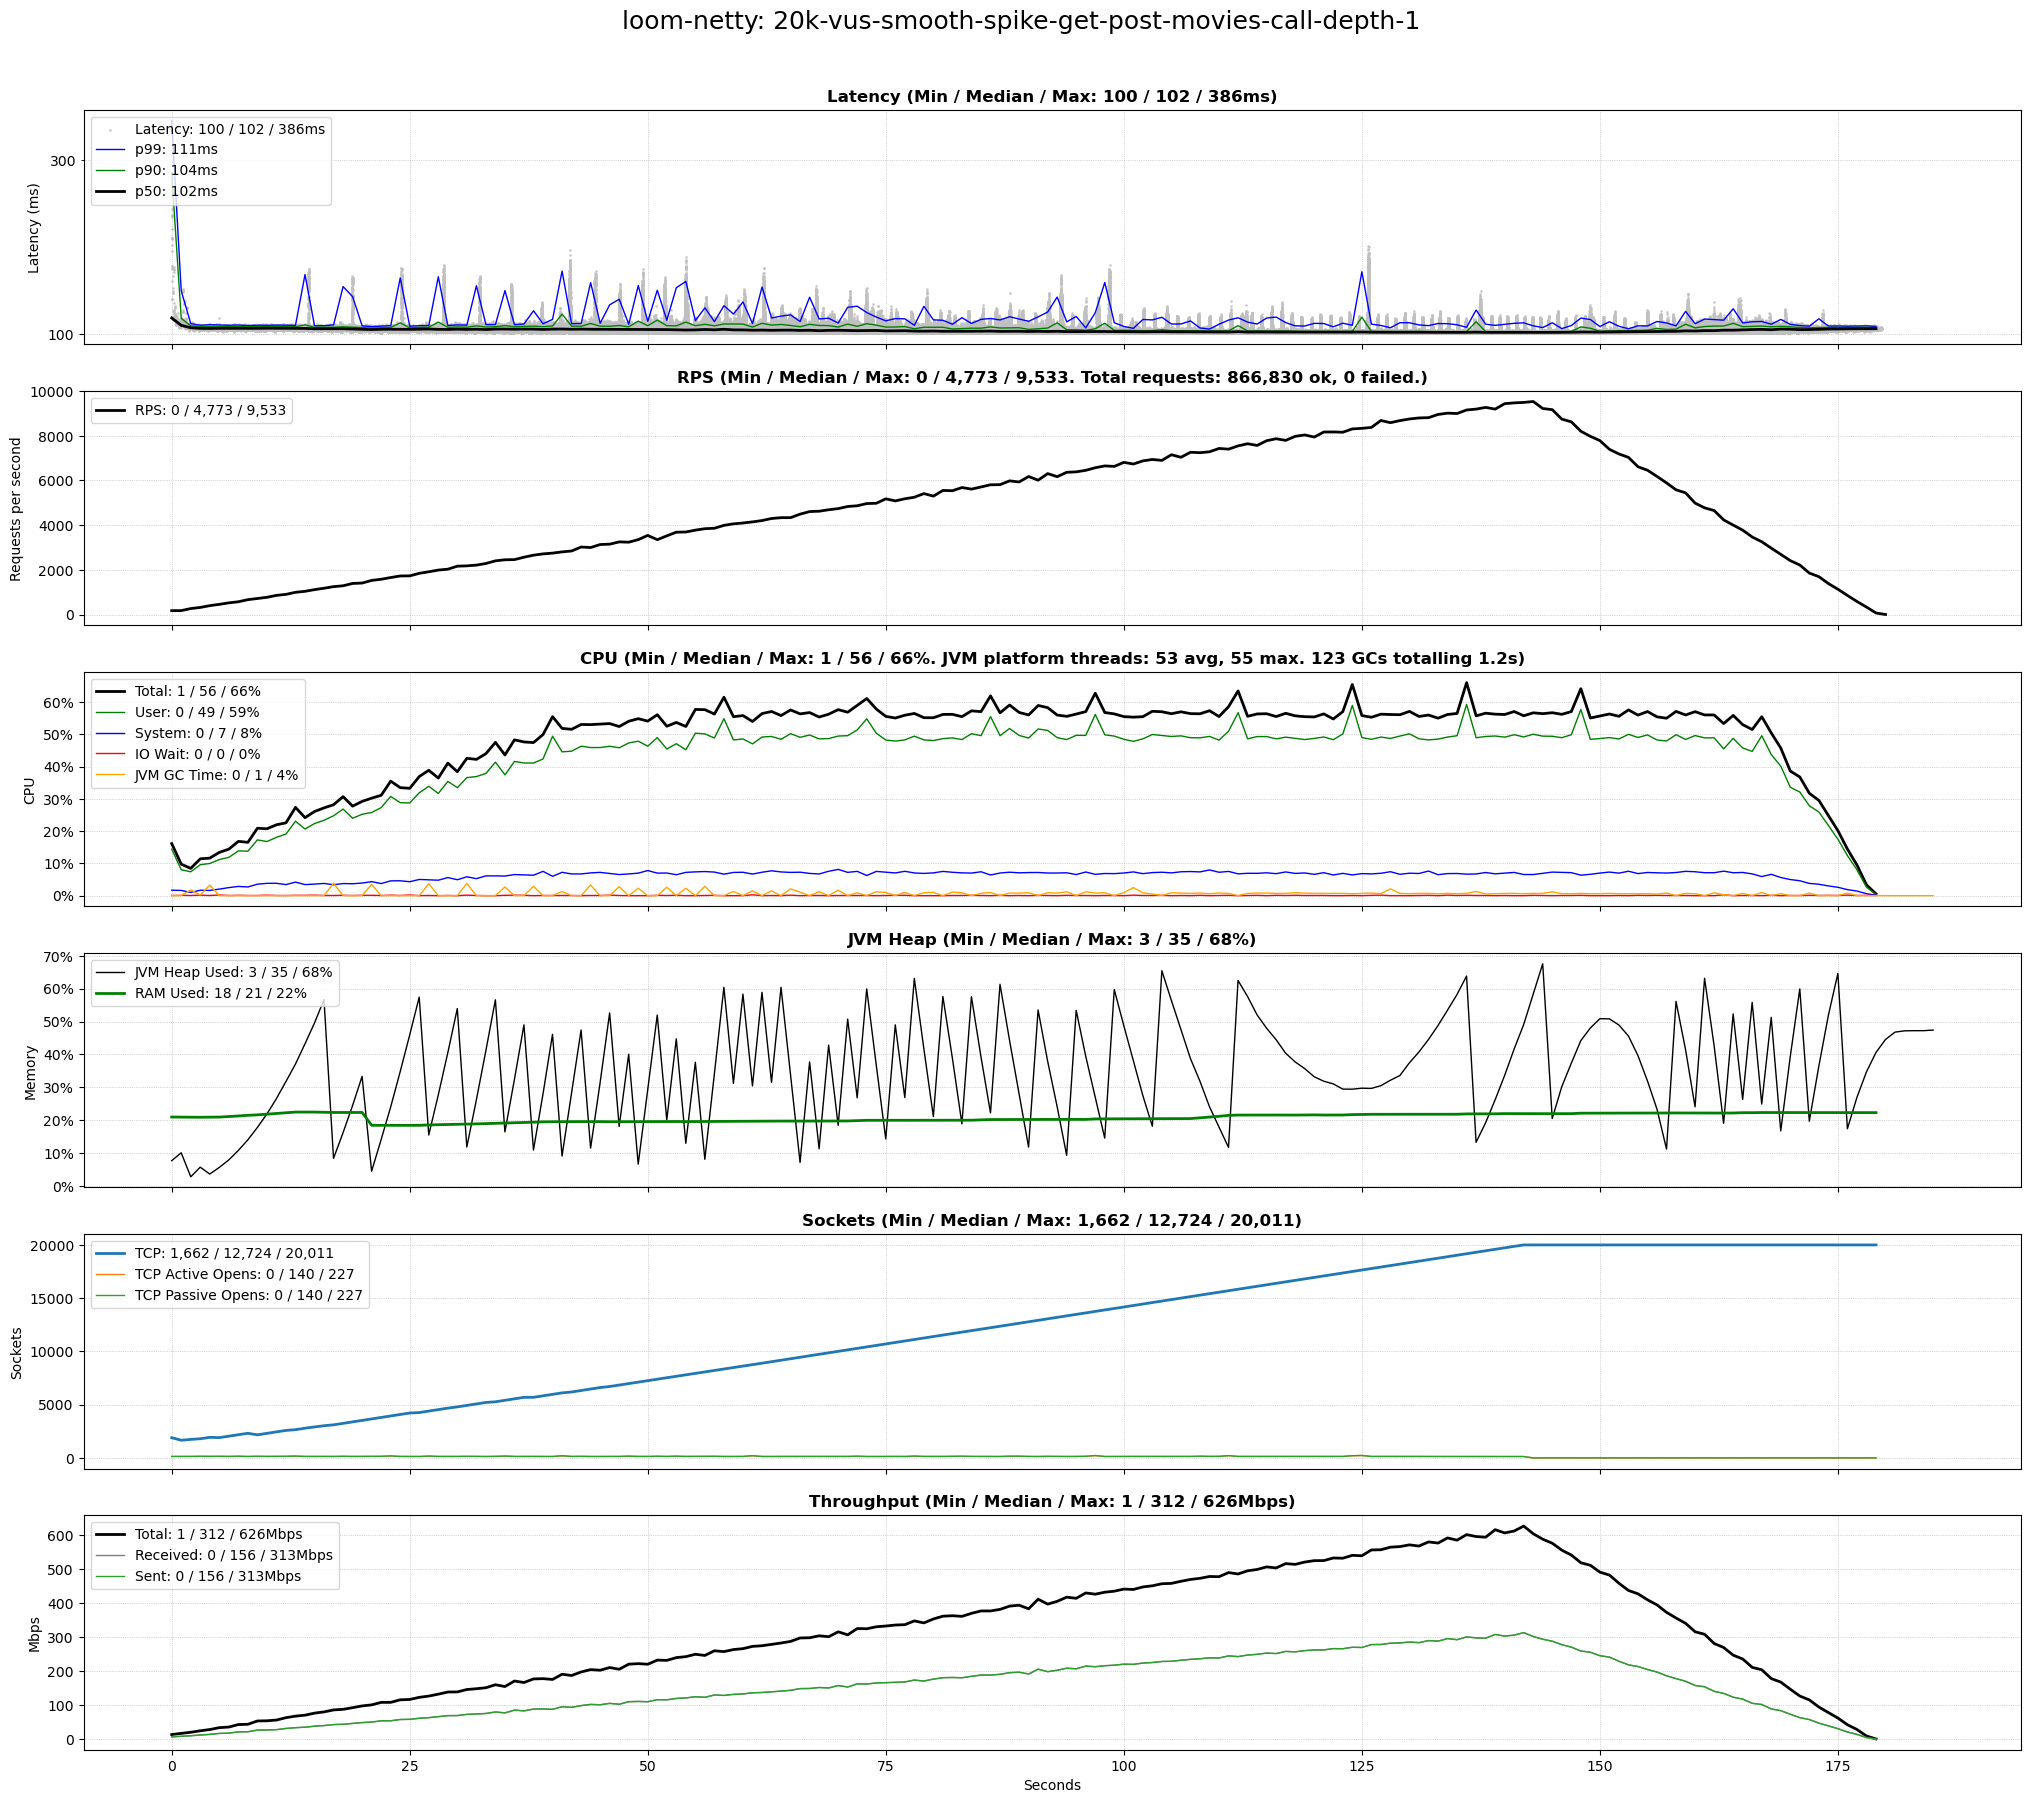 loom-netty: 20k-vus-smooth-spike-get-post-movies-call-depth-1
Latency (Min / Median / Max: 100 / 102 / 386ms)
Latency: 100 / 102 / 386ms
p99: 111ms
p90: 104ms
p50: 102ms
300
100
Latency (ms)
RPS (Min / Median / Max: 0 / 4,773 / 9,533. Total requests: 866,830 ok, 0 failed.)
RPS: 0 / 4,773 / 9,533
10000
8000
6000
4000
2000
0
Requests per second
CPU (Min / Median / Max: 1 / 56 / 66%. JVM platform threads: 53 avg, 55 max. 123 GCs totalling 1.2s)
Total: 1 / 56 / 66%
User: 0 / 49 / 59%
System: 0 / 7 / 8%
IO Wait: 0 / 0 / 0%
JVM GC Time: 0 / 1 / 4%
60%
50%
40%
30%
20%
10%
0%
CPU
JVM Heap (Min / Median / Max: 3 / 35 / 68%)
JVM Heap Used: 3 / 35 / 68%
RAM Used: 18 / 21 / 22%
70%
60%
50%
40%
30%
20%
10%
0%
Memory
Sockets (Min / Median / Max: 1,662 / 12,724 / 20,011)
TCP: 1,662 / 12,724 / 20,011
TCP Active Opens: 0 / 140 / 227
TCP Passive Opens: 0 / 140 / 227
20000
15000
10000
5000
0
Sockets
Throughput (Min / Median / Max: 1 / 312 / 626Mbps)
Total: 1 / 312 / 626Mbps
Received: 0 / 156 / 313Mbps
Sent: 0 / 156 / 313Mbps
600
500
400
300
200
100
0
Mbps
0 25 50 75 100 125 150 175
Seconds